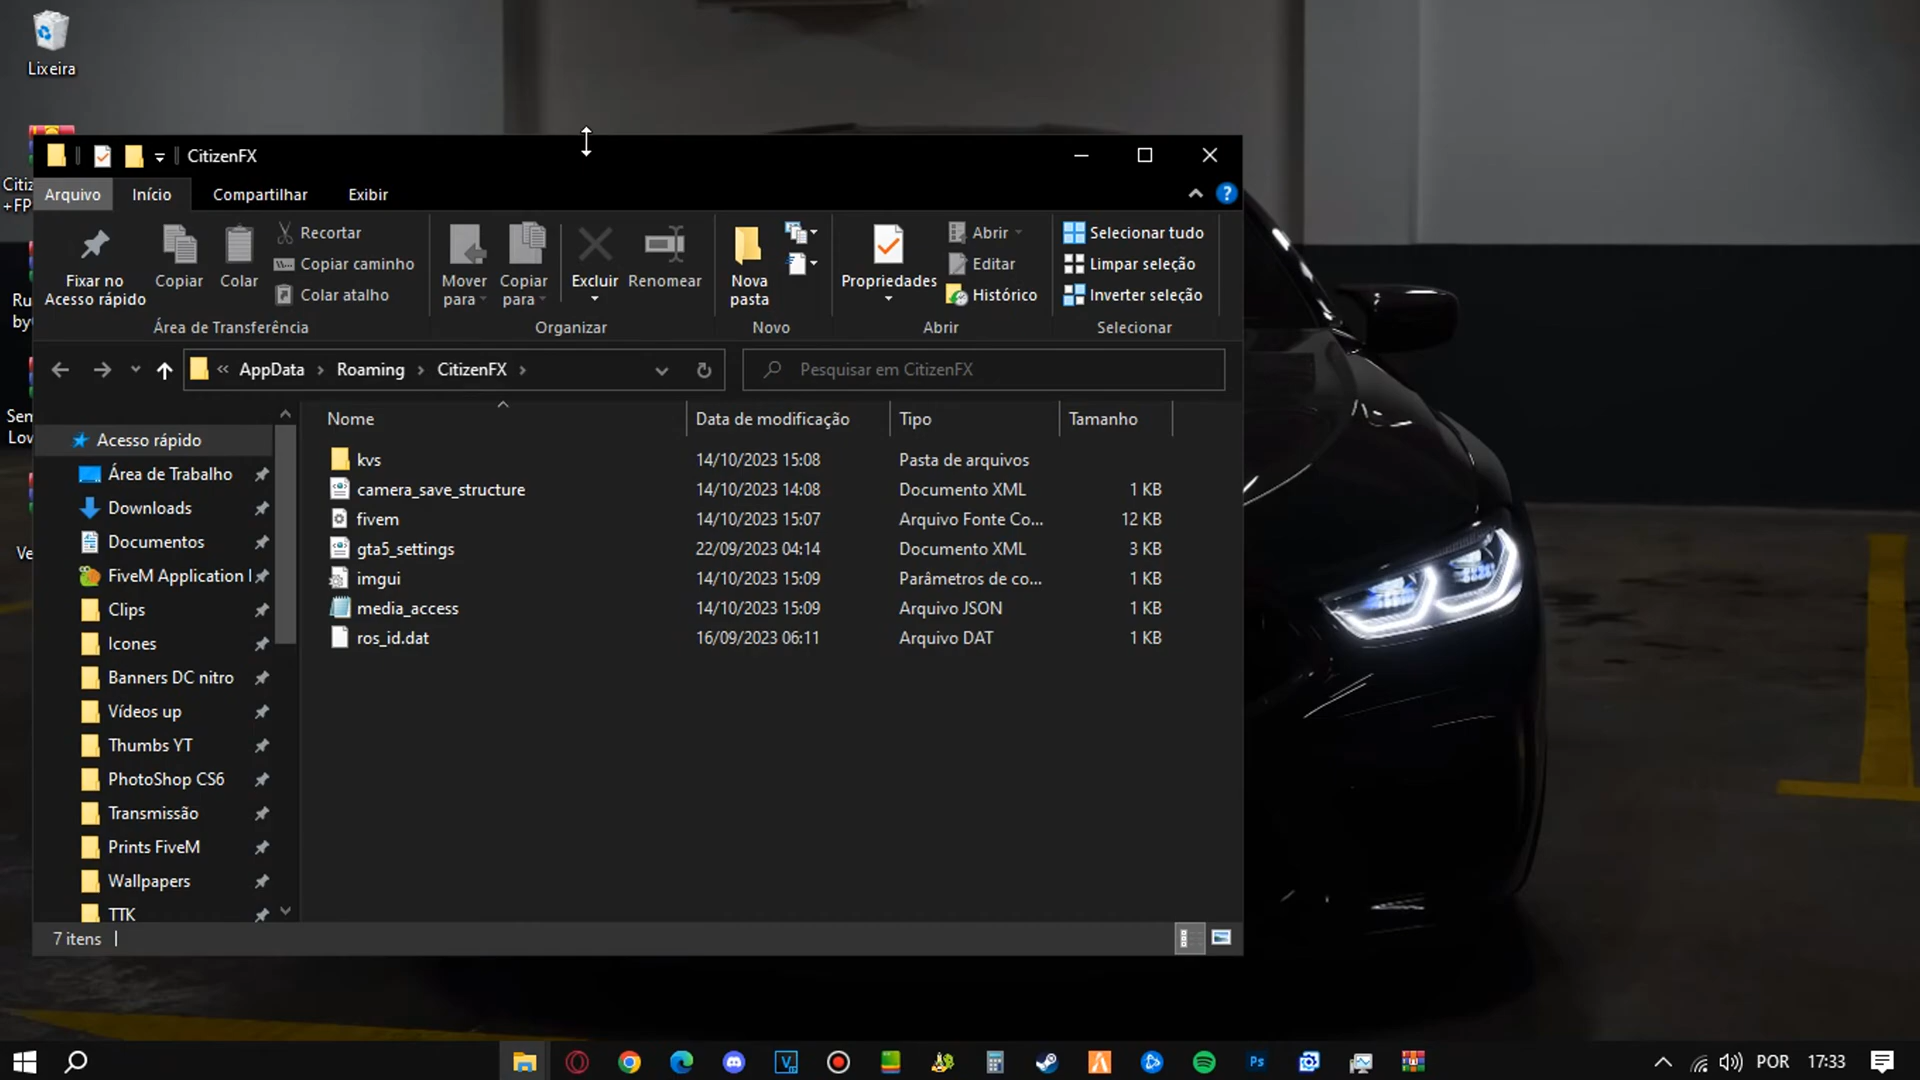 Lixeira
Citiz
+FP
Ru
by
Sem
Low
Ve
CitizenFX
Arquivo
Início
Compartilhar
Exibir
Fixar no
Acesso rápido
Copiar
Colar
Recortar
Copiar caminho
Colar atalho
Área de Transferência
Mover
para
Copiar
para
Excluir
Renomear
Organizar
Nova
pasta
Novo
Propriedades
Abrir
Editar
Histórico
Abrir
Selecionar tudo
Limpar seleção
Inverter seleção
Selecionar
« AppData > Roaming > CitizenFX >
Pesquisar em CitizenFX
Acesso rápido
Área de Trabalho
Downloads
Documentos
FiveM Application
Clips
Icones
Banners DC nitro
Vídeos up
Thumbs YT
PhotoShop CS6
Transmissão
Prints FiveM
Wallpapers
TTK
Nome Data de modificação Tipo Tamanho
kvs 14/10/2023 15:08 Pasta de arquivos
camera_save_structure 14/10/2023 14:08 Documento XML 1 KB
fivem 14/10/2023 15:07 Arquivo Fonte Co... 12 KB
gta5_settings 22/09/2023 04:14 Documento XML 3 KB
imgui 14/10/2023 15:09 Parâmetros de co... 1 KB
media_access 14/10/2023 15:09 Arquivo JSON 1 KB
ros_id.dat 16/09/2023 06:11 Arquivo DAT 1 KB
7 itens
Ps
POR
17:33